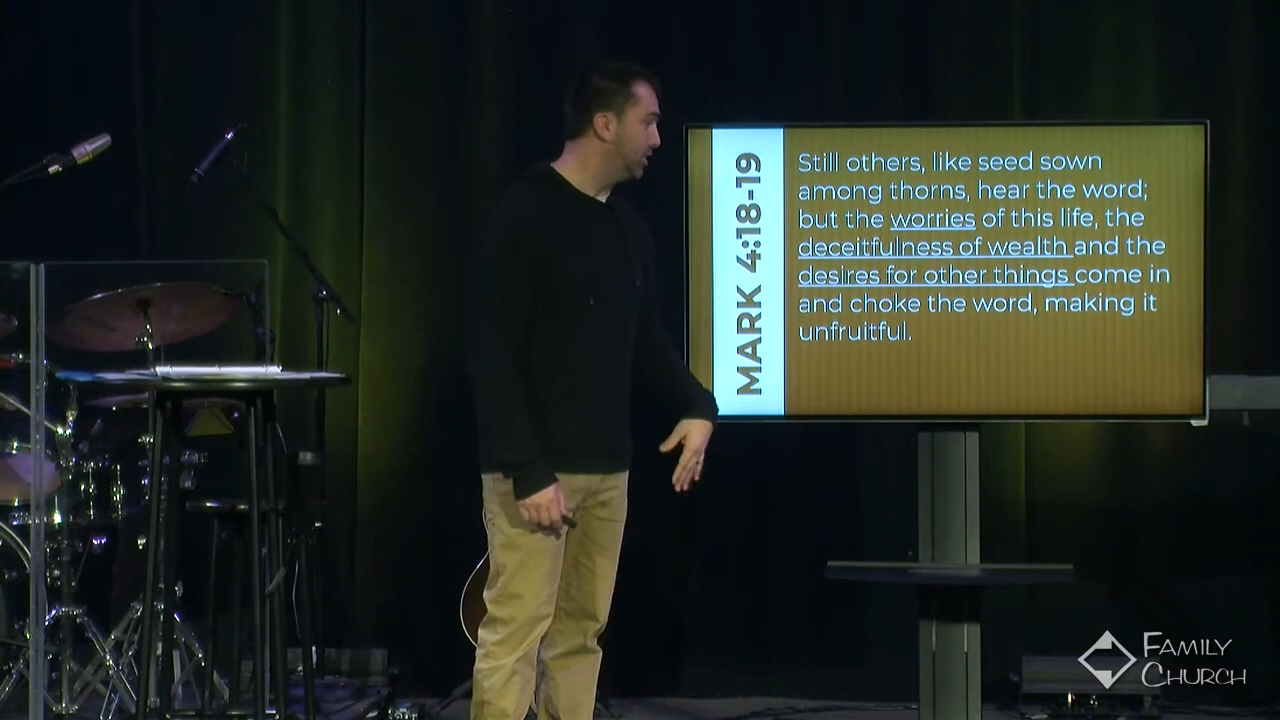 MARK 4:18-19
Still others, like seed sown
among thorns, hear the word;
but the worries of this life, the
deceitfulness of wealth and the
desires for other things come in
and choke the word, making it
unfruitful.
FAMILY
CHURCH